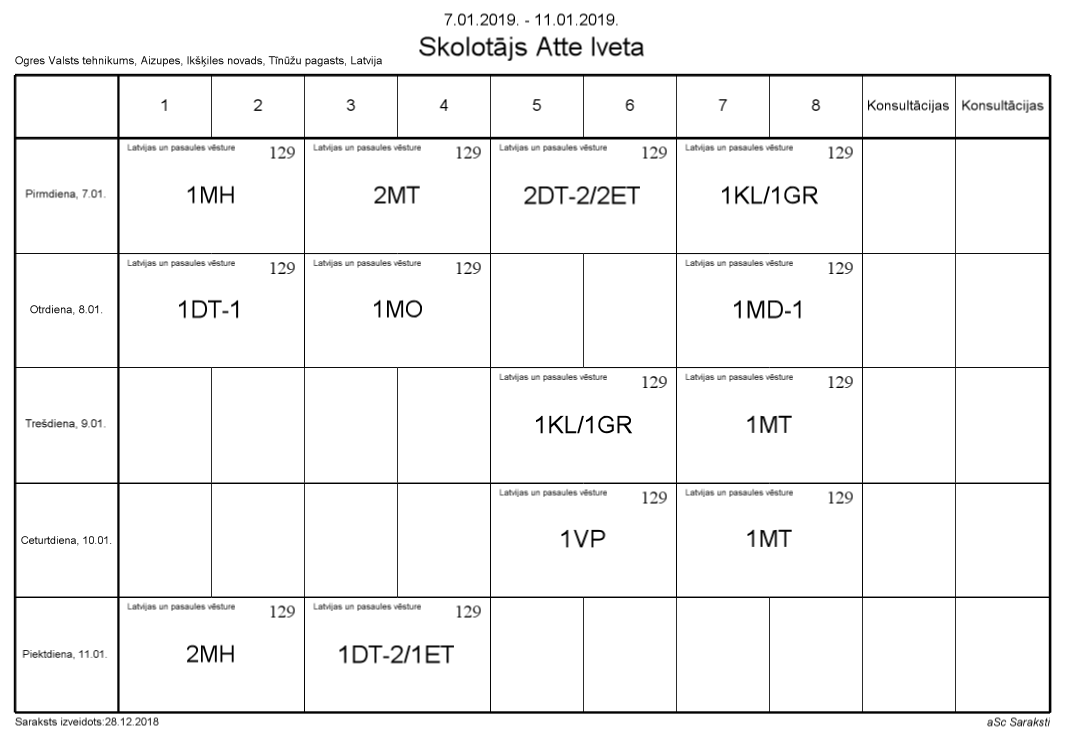 7.01.2019. - 11.01.2019.
Skolotājs Atte Iveta
Ogres Valsts tehnikums, Aizupes, Ikšķiles novads, Tīnūžu pagasts, Latvija
1 2 3 4 5 6 7 8 Konsultācijas Konsultācijas
Latvijas un pasaules vēsture 129 Latvijas un pasaules vēsture 129 Latvijas un pasaules vēsture 129 Latvijas un pasaules vēsture 129
Pirmdiena, 7.01. 1MH 2MT 2DT-2/2ET 1KL/1GR
Latvijas un pasaules vēsture 129 Latvijas un pasaules vēsture 129 Latvijas un pasaules vēsture 129
Otrdiena, 8.01. 1DT-1 1MO 1MD-1
Latvijas un pasaules vēsture 129 Latvijas un pasaules vēsture 129
Trešdiena, 9.01. 1KL/1GR 1MT
Latvijas un pasaules vēsture 129 Latvijas un pasaules vēsture 129
Ceturtdiena, 10.01. 1VP 1MT
Latvijas un pasaules vēsture 129 Latvijas un pasaules vēsture 129
Piektdiena, 11.01. 2MH 1DT-2/1ET
Saraksts izveidots:28.12.2018 aSc Saraksti